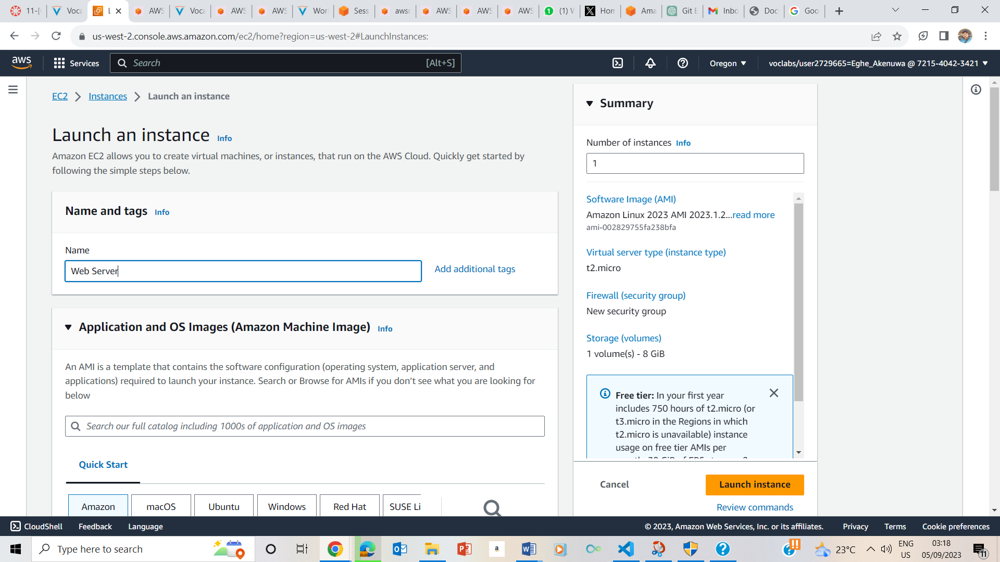 11-[
Voca
L
AWS
Voca
AWS
AWS
Wor
Sess
awsr
AWS
AWS
AWS
(1) V
Hom
Ama
Git E
Inbo
Doc
Goo
us-west-2.console.aws.amazon.com/ec2/home?region=us-west-2#LaunchInstances:
aws
Services
Search
[Alt+S]
Oregon
voclabs/user2729665=Eghe_Akenuwa @ 7215-4042-3421
EC2
Instances
Launch an instance
Launch an instance Info
Amazon EC2 allows you to create virtual machines, or instances, that run on the AWS Cloud. Quickly get started by
following the simple steps below.
Name and tags Info
Name
Web Server
Add additional tags
Application and OS Images (Amazon Machine Image) Info
An AMI is a template that contains the software configuration (operating system, application server, and
applications) required to launch your instance. Search or Browse for AMIs if you don’t see what you are looking for
below
Search our full catalog including 1000s of application and OS images
Quick Start
Amazon
macOS
Ubuntu
Windows
Red Hat
SUSE Li
Summary
Number of instances Info
1
Software Image (AMI)
Amazon Linux 2023 AMI 2023.1.2...read more
ami-002829755fa238bfa
Virtual server type (instance type)
t2.micro
Firewall (security group)
New security group
Storage (volumes)
1 volume(s) - 8 GiB
Free tier: In your first year
includes 750 hours of t2.micro (or
t3.micro in the Regions in which
t2.micro is unavailable) instance
usage on free tier AMIs per
Cancel
Launch instance
Review commands
CloudShell
Feedback
Language
© 2023, Amazon Web Services, Inc. or its affiliates.
Privacy
Terms
Cookie preferences
Type here to search
a
23°C
ENG
US
03:18
05/09/2023
11